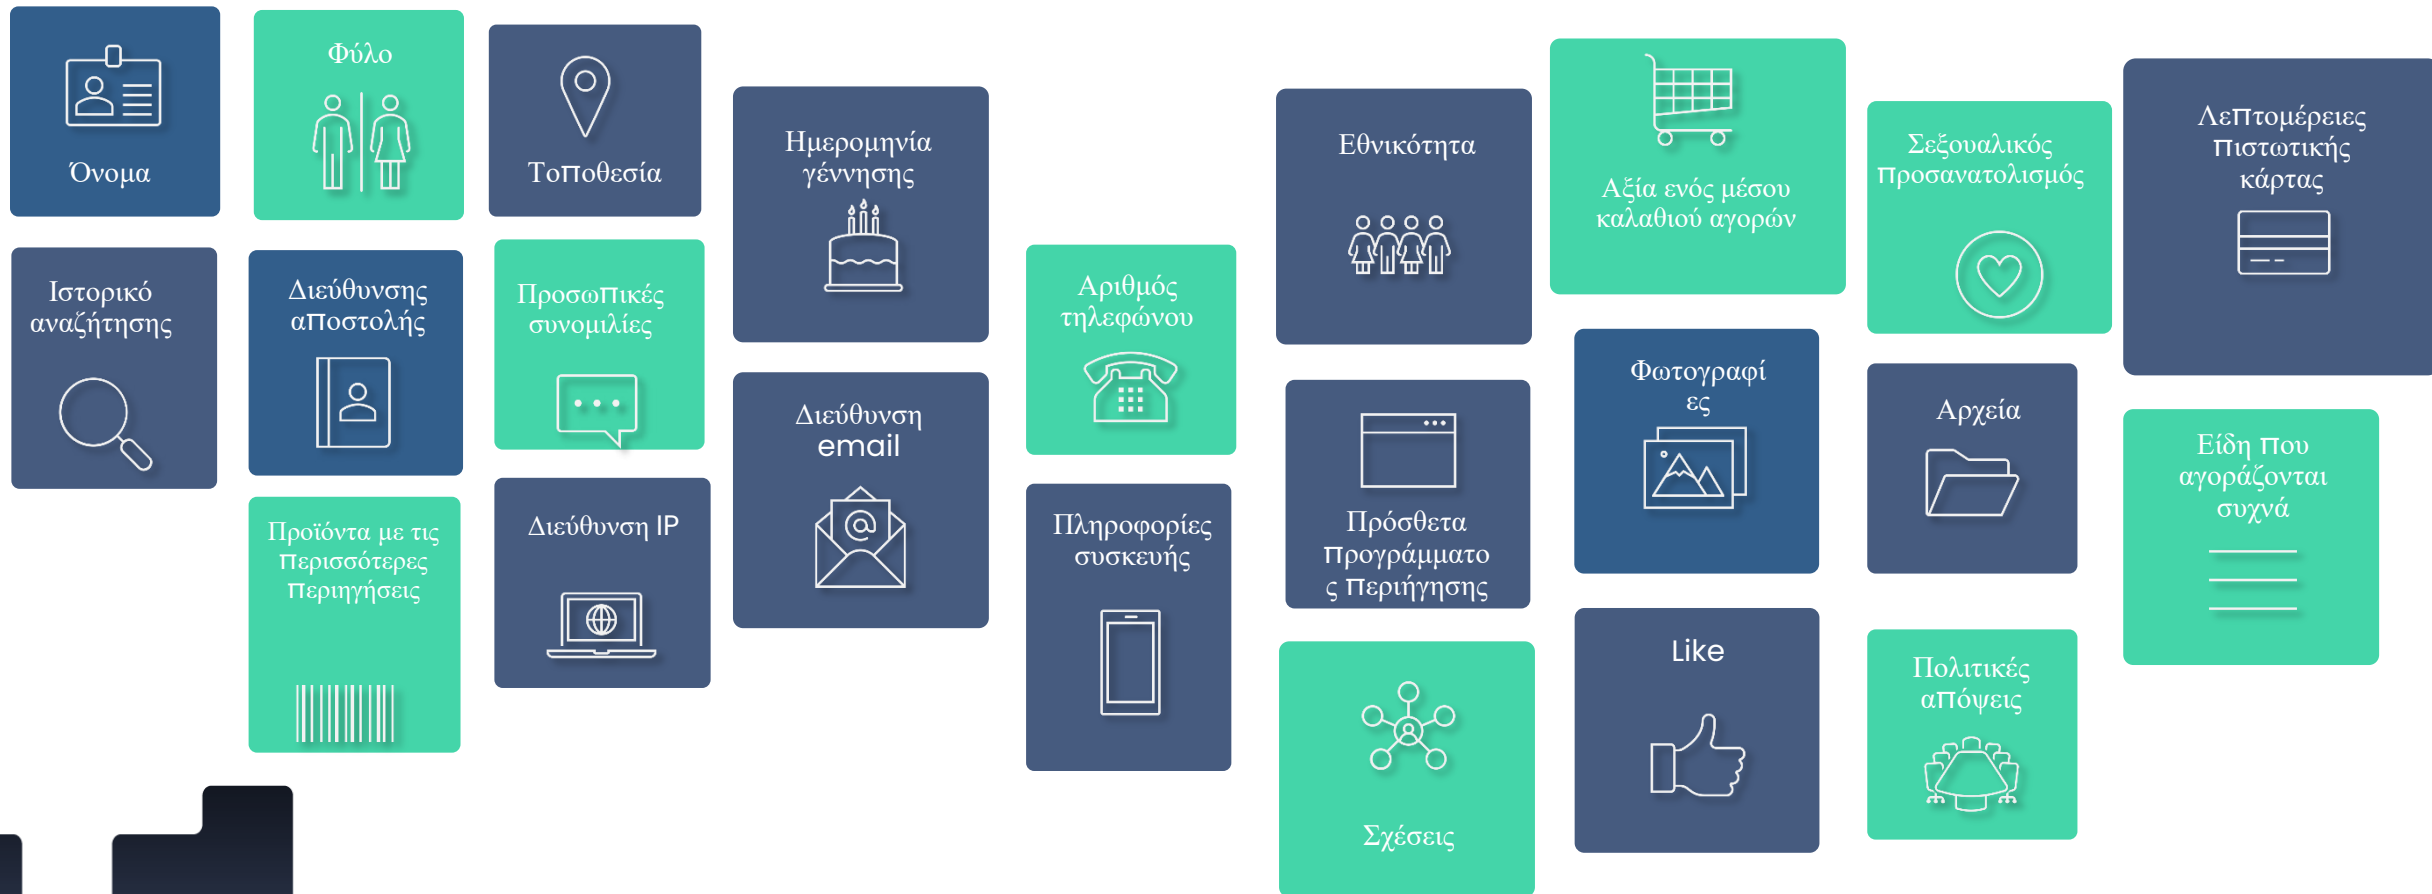 Όνομα
Φύλο
Τοποθεσία
Ημερομηνία
γέννησης
Εθνικότητα
Αξία ενός μέσου
καλαθιού αγορών
Σεξουαλικός
προσανατολισμός
Λεπτομέρειες
πιστωτικής
κάρτας
Ιστορικό
αναζήτησης
Διεύθυνσης
αποστολής
Προσωπικές
συνομιλίες
Διεύθυνση
email
Αριθμός
τηλεφώνου
Πρόσθετα
προγράμματο
ς περιήγησης
Φωτογραφί
ες
Αρχεία
Είδη που
αγοράζονται
συχνά
Προϊόντα με τις
περισσότερες
περιηγήσεις
Διεύθυνση IP
Πληροφορίες
συσκευής
Σχέσεις
Like
Πολιτικές
απόψεις